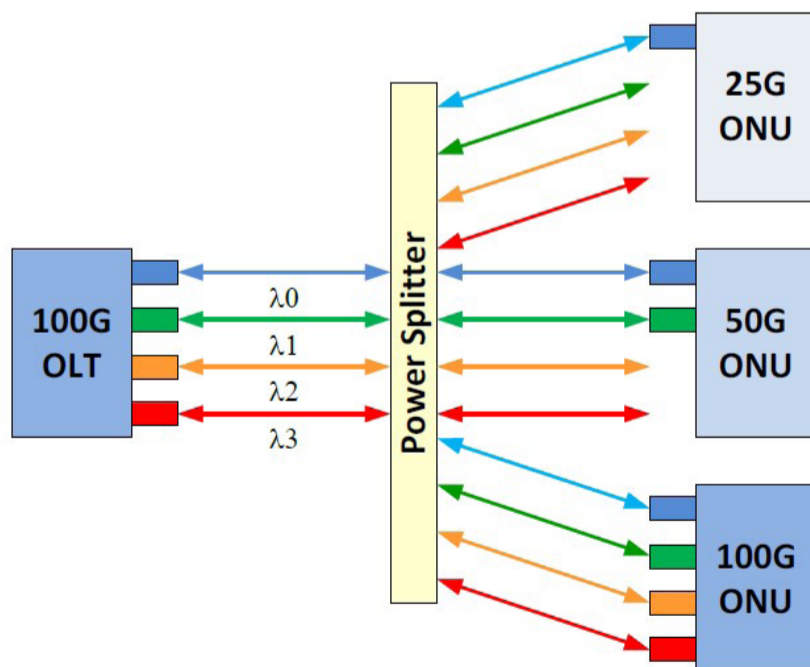 25G
ONU
100G
OLT
λ0
λ1
λ2
λ3
Power Splitter
50G
ONU
100G
ONU